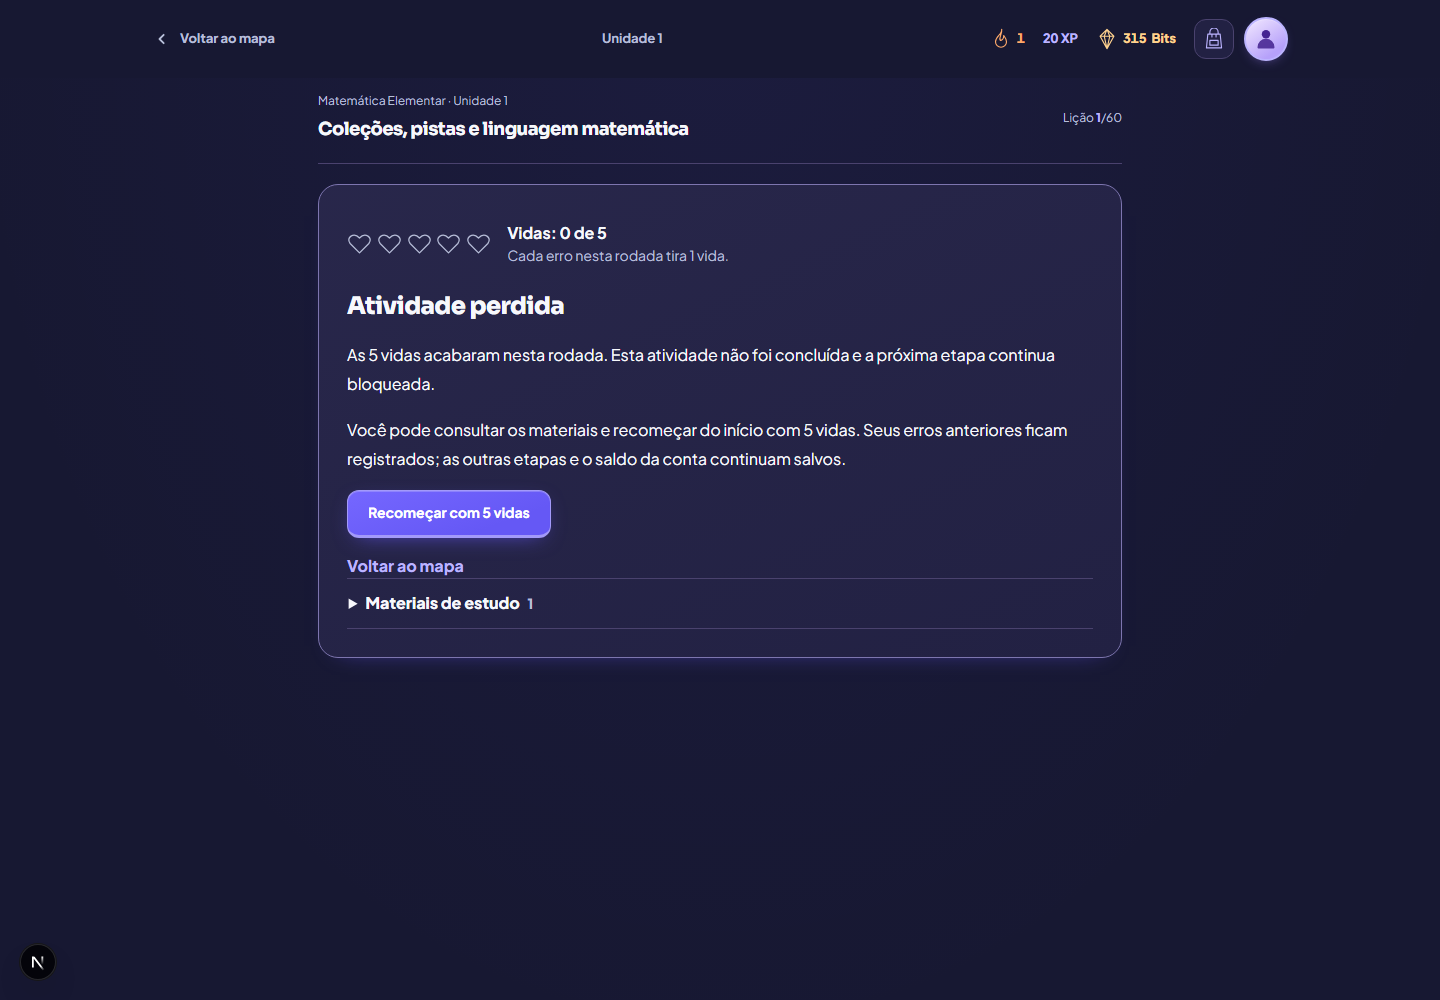 Voltar ao mapa
Unidade 1
1
20 XP
315 Bits
Matemática Elementar · Unidade 1
Coleções, pistas e linguagem matemática
Lição 1/60
Vidas: 0 de 5
Cada erro nesta rodada tira 1 vida.
Atividade perdida
As 5 vidas acabaram nesta rodada. Esta atividade não foi concluída e a próxima etapa continua
bloqueada.
Você pode consultar os materiais e recomeçar do início com 5 vidas. Seus erros anteriores ficam
registrados; as outras etapas e o saldo da conta continuam salvos.
Recomeçar com 5 vidas
Voltar ao mapa
Materiais de estudo 1
N